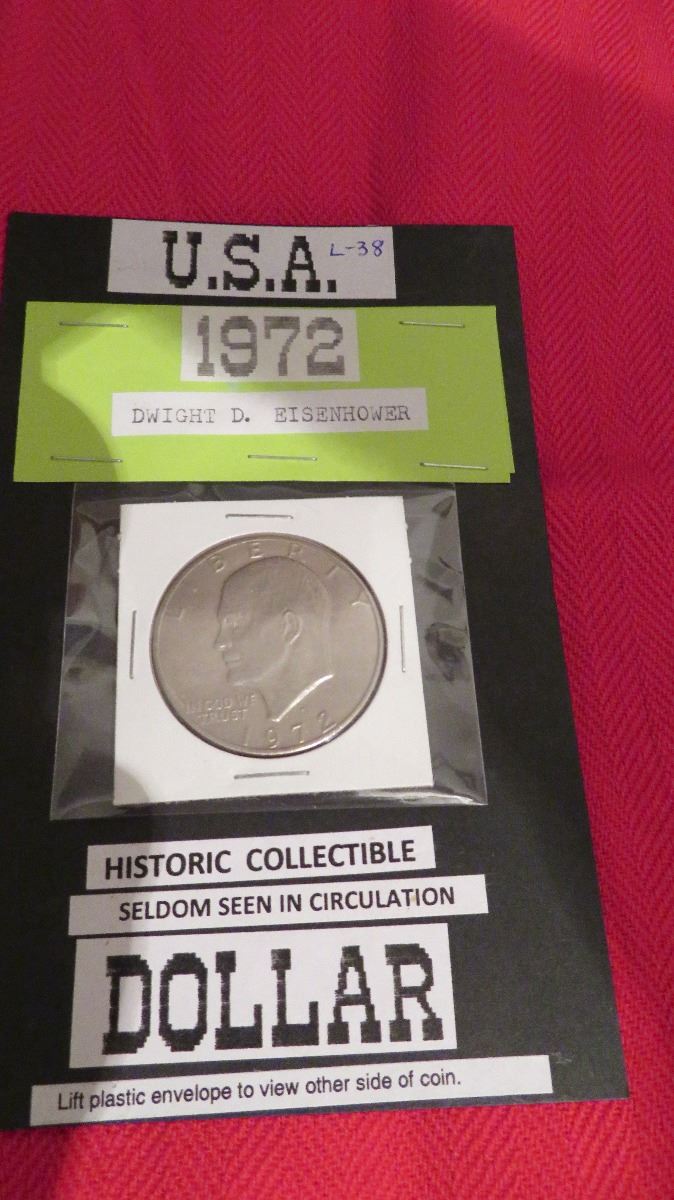 U.S.A. L-38
1972
DWIGHT D. EISENHOWER
LIBERTY
IN GOD WE
TRUST
1972
HISTORIC COLLECTIBLE
SELDOM SEEN IN CIRCULATION
DOLLAR
Lift plastic envelope to view other side of coin.